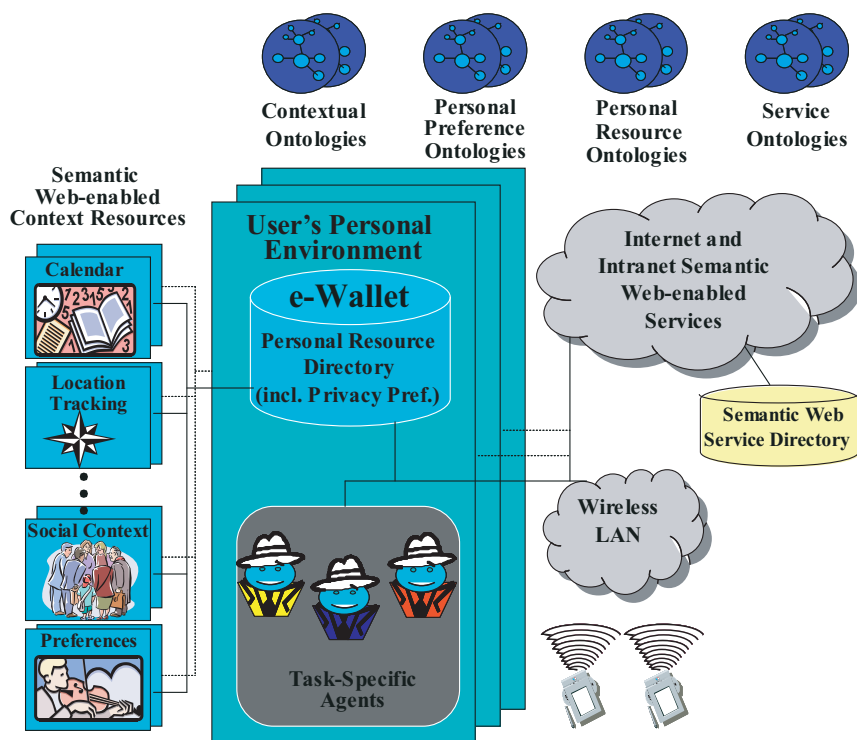 Contextual
Ontologies
Personal
Preference
Ontologies
Personal
Resource
Ontologies
Service
Ontologies
Semantic
Web-enabled
Context Resources
Calendar
Location
Tracking
Social Context
Preferences
User's Personal
Environment
e-Wallet
Personal Resource
Directory
(incl. Privacy Pref.)
Task-Specific
Agents
Internet and
Intranet Semantic
Web-enabled
Services
Semantic Web
Service Directory
Wireless
LAN